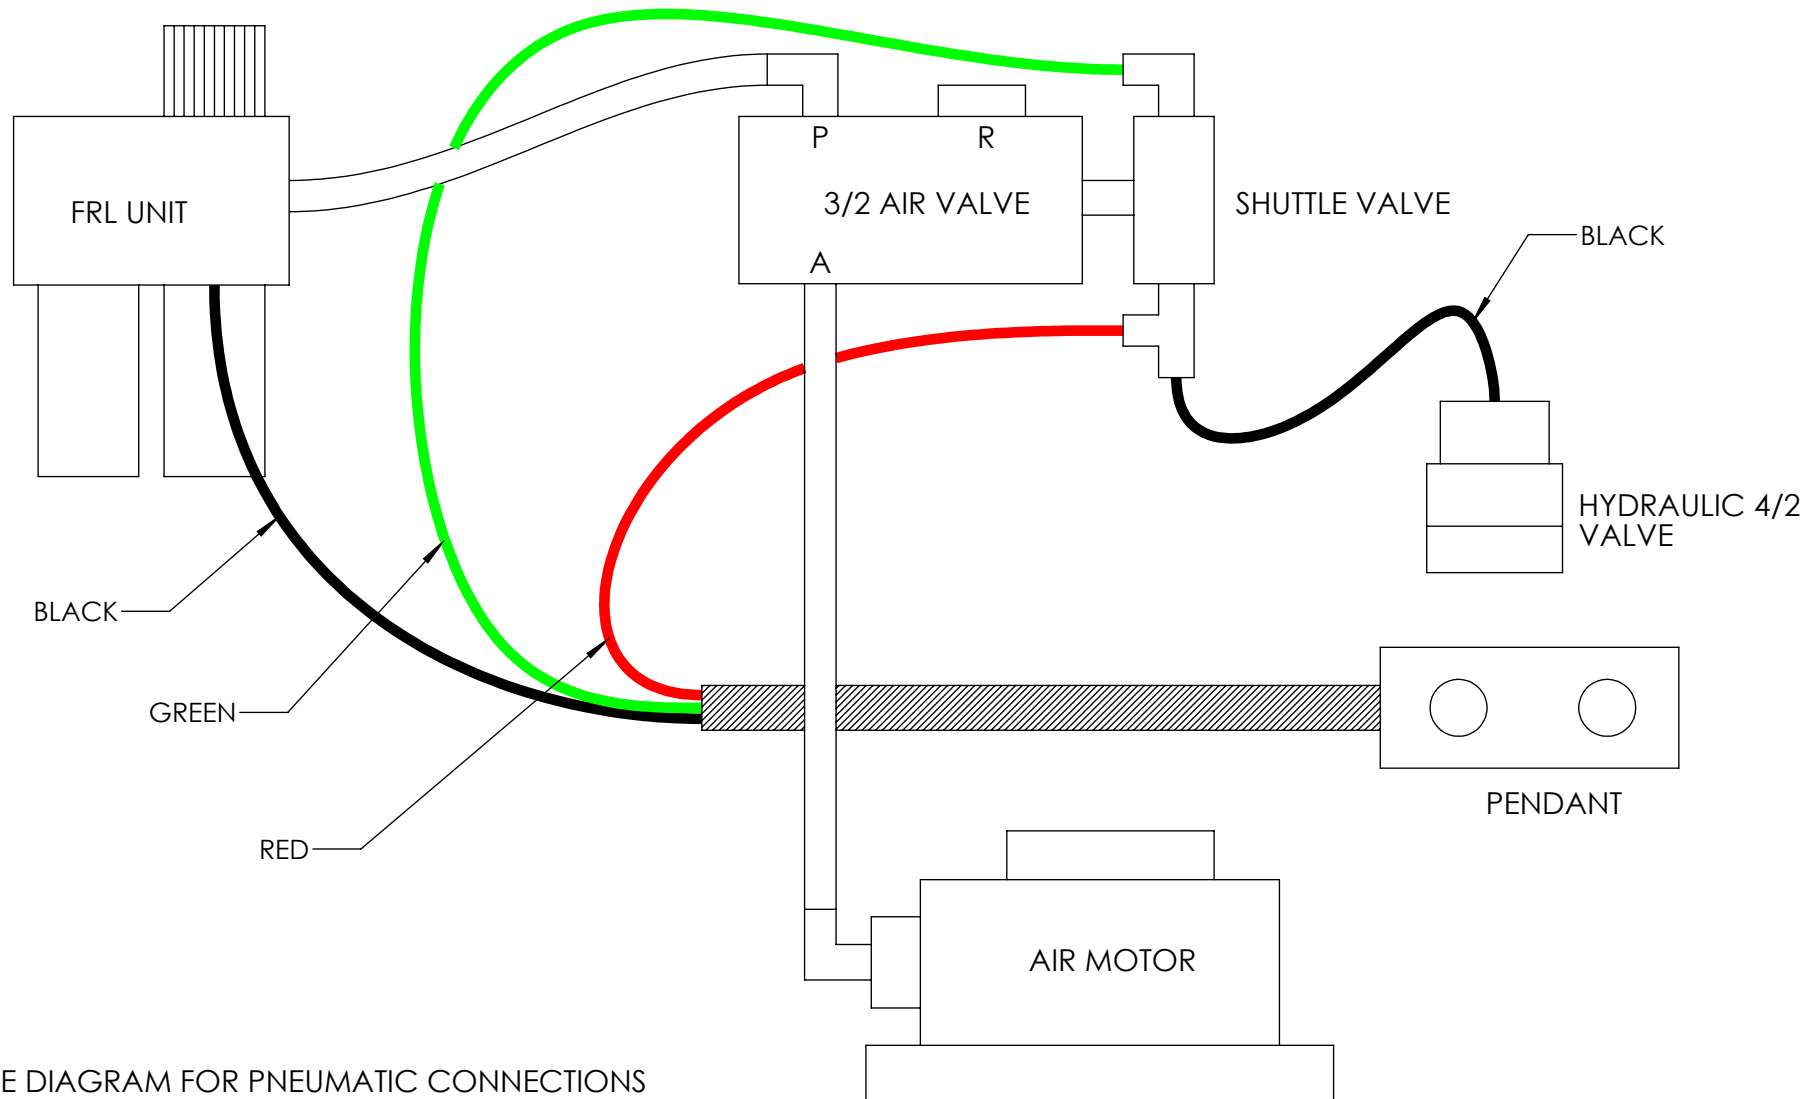 P
R
FRL UNIT
3/2 AIR VALVE
SHUTTLE VALVE
BLACK
A
HYDRAULIC 4/2
VALVE
BLACK
GREEN
PENDANT
RED
AIR MOTOR
E DIAGRAM FOR PNEUMATIC CONNECTIONS